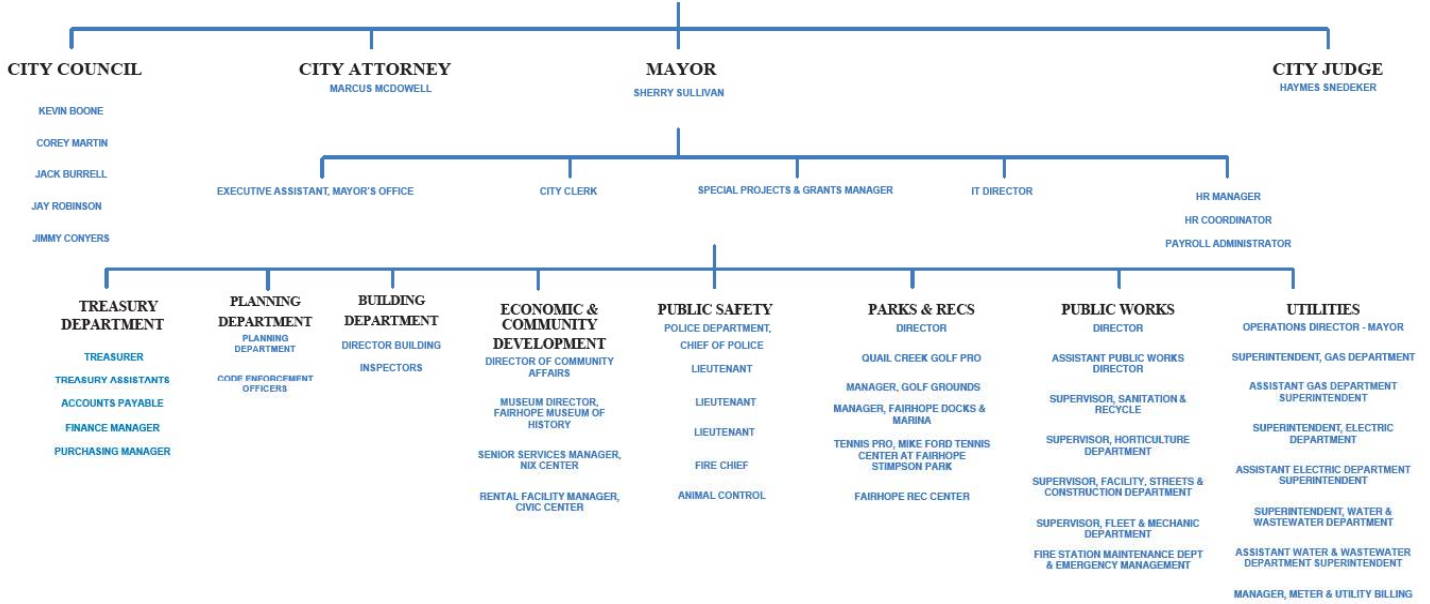 CITY COUNCIL
KEVIN BOONE
COREY MARTIN
JACK BURRELL
JAY ROBINSON
JIMMY CONYERS
CITY ATTORNEY
MARCUS MCDOWELL
MAYOR
SHERRY SULLIVAN
CITY JUDGE
HAYMES SNEDEKER
EXECUTIVE ASSISTANT, MAYOR'S OFFICE
CITY CLERK
SPECIAL PROJECTS & GRANTS MANAGER
IT DIRECTOR
HR MANAGER
HR COORDINATOR
PAYROLL ADMINISTRATOR
TREASURY
DEPARTMENT
TREASURER
TREASURY ASSISTANTS
ACCOUNTS PAYABLE
FINANCE MANAGER
PURCHASING MANAGER
PLANNING
DEPARTMENT
PLANNING
DEPARTMENT
CODE ENFORCEMENT
OFFICERS
BUILDING
DEPARTMENT
DIRECTOR BUILDING
INSPECTORS
ECONOMIC &
COMMUNITY
DEVELOPMENT
DIRECTOR OF COMMUNITY
AFFAIRS
MUSEUM DIRECTOR,
FAIRHOPE MUSEUM OF
HISTORY
SENIOR SERVICES MANAGER,
NIX CENTER
RENTAL FACILITY MANAGER,
CIVIC CENTER
PUBLIC SAFETY
POLICE DEPARTMENT,
CHIEF OF POLICE
LIEUTENANT
LIEUTENANT
LIEUTENANT
FIRE CHIEF
ANIMAL CONTROL
PARKS & RECS
DIRECTOR
QUAIL CREEK GOLF PRO
MANAGER, GOLF GROUNDS
MANAGER, FAIRHOPE DOCKS &
MARINA
TENNIS PRO, MIKE FORD TENNIS
CENTER AT FAIRHOPE
STIMPSON PARK
FAIRHOPE REC CENTER
PUBLIC WORKS
DIRECTOR
ASSISTANT PUBLIC WORKS
DIRECTOR
SUPERVISOR, SANITATION &
RECYCLE
SUPERVISOR, HORTICULTURE
DEPARTMENT
SUPERVISOR, FACILITY, STREETS &
CONSTRUCTION DEPARTMENT
SUPERVISOR, FLEET & MECHANIC
DEPARTMENT
FIRE STATION MAINTENANCE DEPT
& EMERGENCY MANAGEMENT
UTILITIES
OPERATIONS DIRECTOR - MAYOR
SUPERINTENDENT, GAS DEPARTMENT
ASSISTANT GAS DEPARTMENT
SUPERINTENDENT
SUPERINTENDENT, ELECTRIC
DEPARTMENT
ASSISTANT ELECTRIC DEPARTMENT
SUPERINTENDENT
SUPERINTENDENT, WATER &
WASTEWATER DEPARTMENT
ASSISTANT WATER & WASTEWATER
DEPARTMENT SUPERINTENDENT
MANAGER, METER & UTILITY BILLING